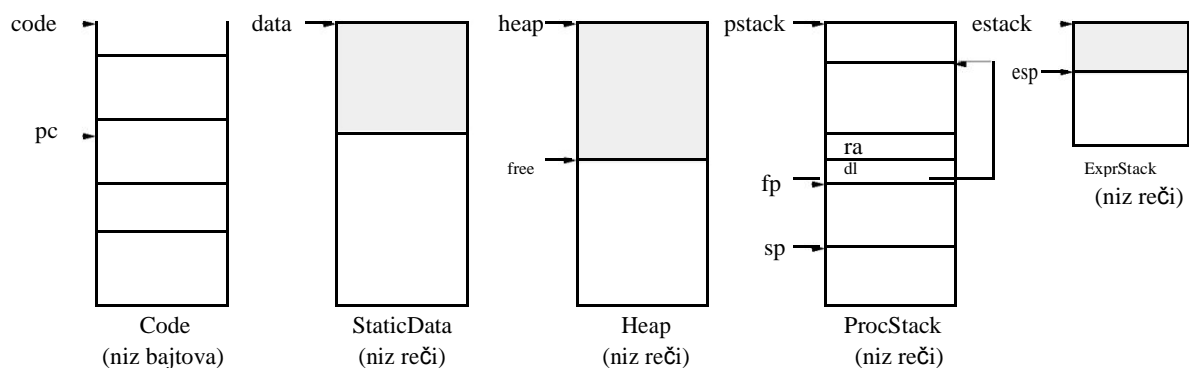 code
data
heap
pstack
estack
esp
pc
ra
free
dl
fp
ExprStack
(niz reči)
sp
Code
StaticData
Heap
ProcStack
(niz bajtova)
(niz reči)
(niz reči)
(niz reči)